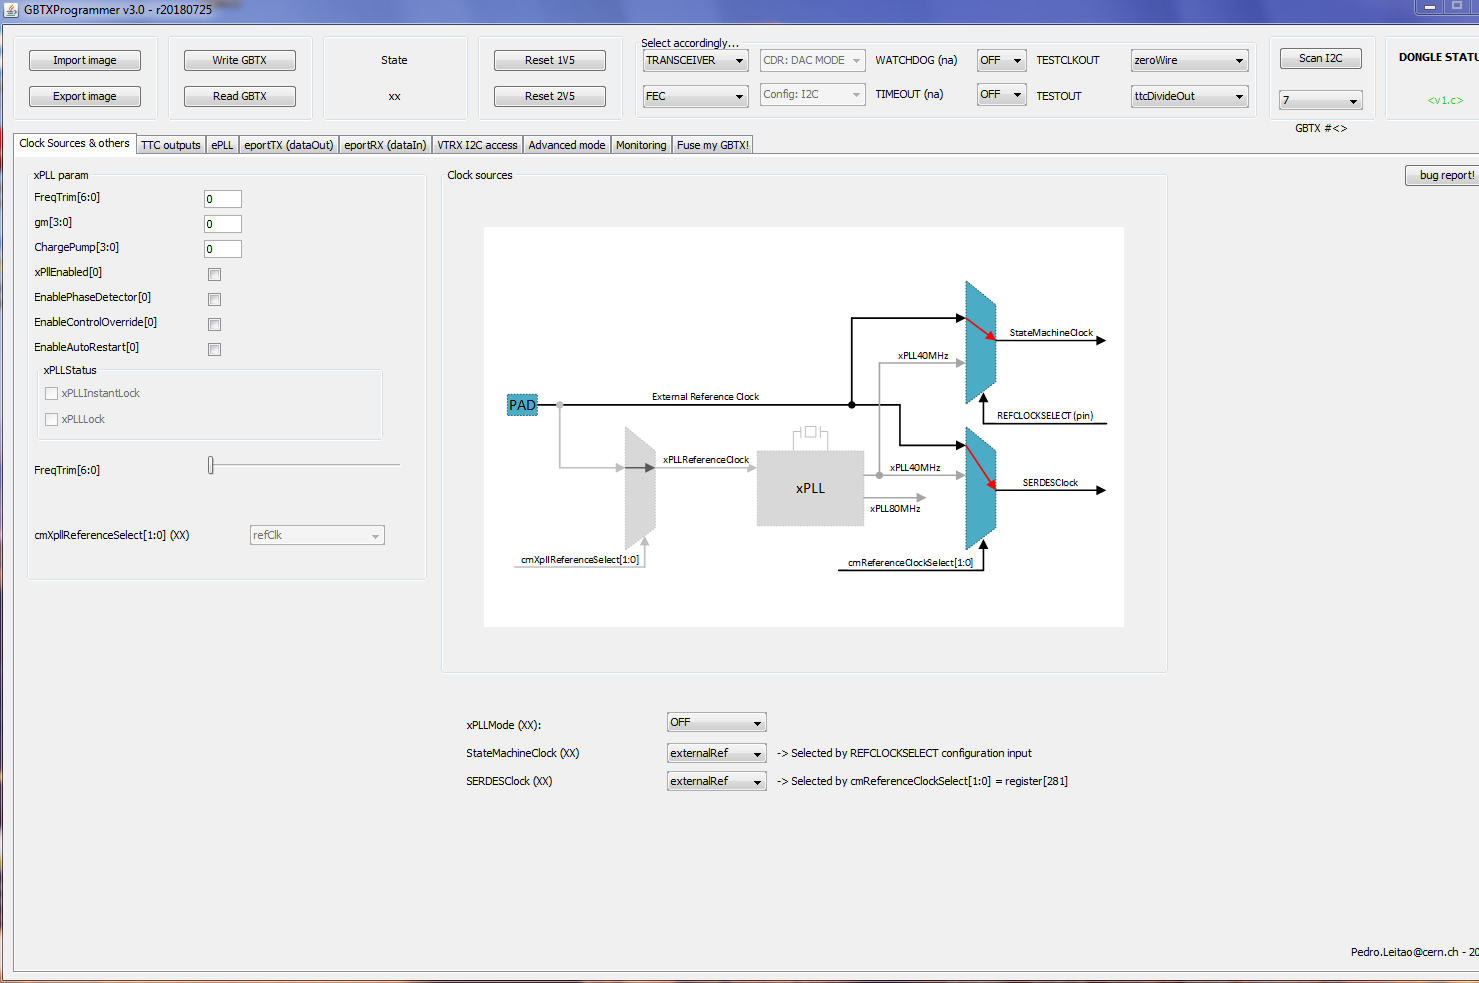 GBTXProgrammer v3.0 - r20180725
Import image
Export image
Write GBTX
Read GBTX
State
xx
Reset 1V5
Reset 2V5
Select accordingly...
TRANSCEIVER
CDR: DAC MODE
WATCHDOG (na)
OFF
TESTCLKOUT
zeroWire
FEC
Config: I2C
TIMEOUT (na)
OFF
TESTOUT
ttcDivideOut
Scan I2C
7
GBTX #<>
DONGLE STATU
<v1.c>
Clock Sources & others
TTC outputs
ePLL
eportTX (dataOut)
eportRX (dataIn)
VTRX I2C access
Advanced mode
Monitoring
Fuse my GBTX!
bug report!
xPLL param
FreqTrim[6:0]
0
gm[3:0]
0
ChargePump[3:0]
0
xPllEnabled[0]
EnablePhaseDetector[0]
EnableControlOverride[0]
EnableAutoRestart[0]
xPLLStatus
xPLLInstantLock
xPLLLock
FreqTrim[6:0]
cmXpllReferenceSelect[1:0] (XX)
refClk
Clock sources
StateMachineClock
xPLL40MHz
External Reference Clock
PAD
REFCLOCKSELECT (pin)
xPLLReferenceClock
xPLL40MHz
xPLL
SERDESClock
xPLL80MHz
cmXpllReferenceSelect[1:0]
cmReferenceClockSelect[1:0]
xPLLMode (XX):
OFF
StateMachineClock (XX)
externalRef
-> Selected by REFCLOCKSELECT configuration input
SERDESClock (XX)
externalRef
-> Selected by cmReferenceClockSelect[1:0] = register[281]
Pedro.Leitao@cern.ch - 20